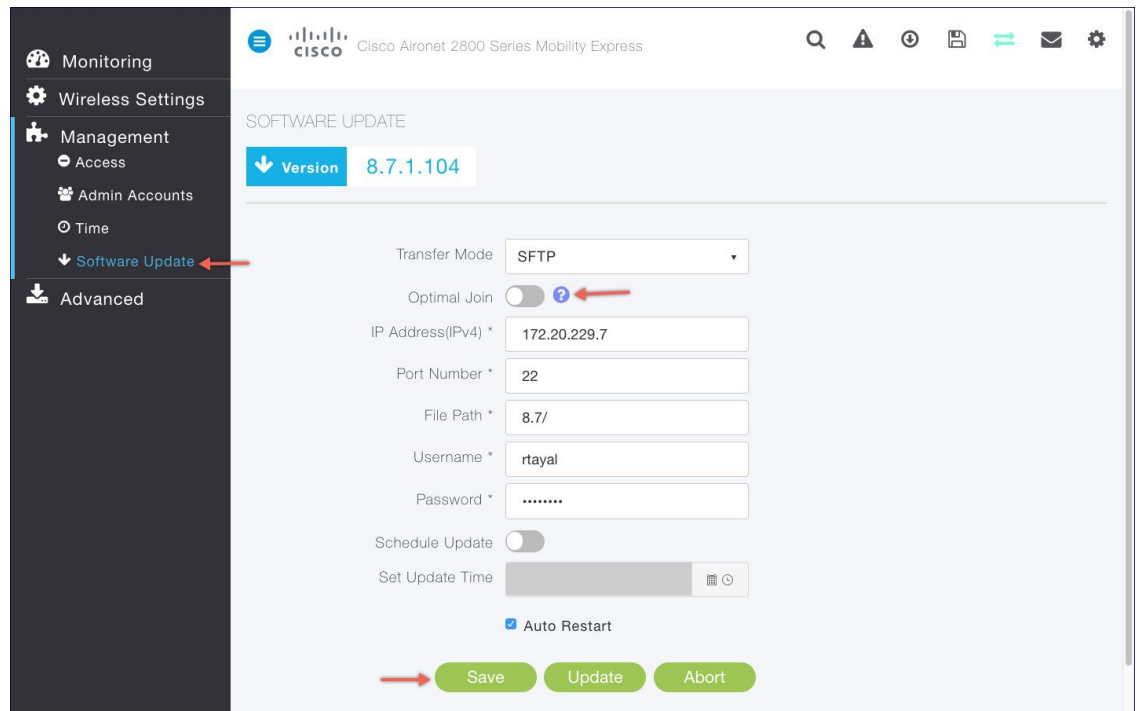 Monitoring
Wireless Settings
Management
Access
Admin Accounts
Time
Software Update
Advanced
CISCO Cisco Aironet 2800 Series Mobility Express
SOFTWARE UPDATE
Version 8.7.1.104
Transfer Mode SFTP
Optimal Join ?
IP Address(IPv4) * 172.20.229.7
Port Number * 22
File Path * 8.7/
Username * rtayal
Password * ••••••••
Schedule Update
Set Update Time
Auto Restart
Save Update Abort